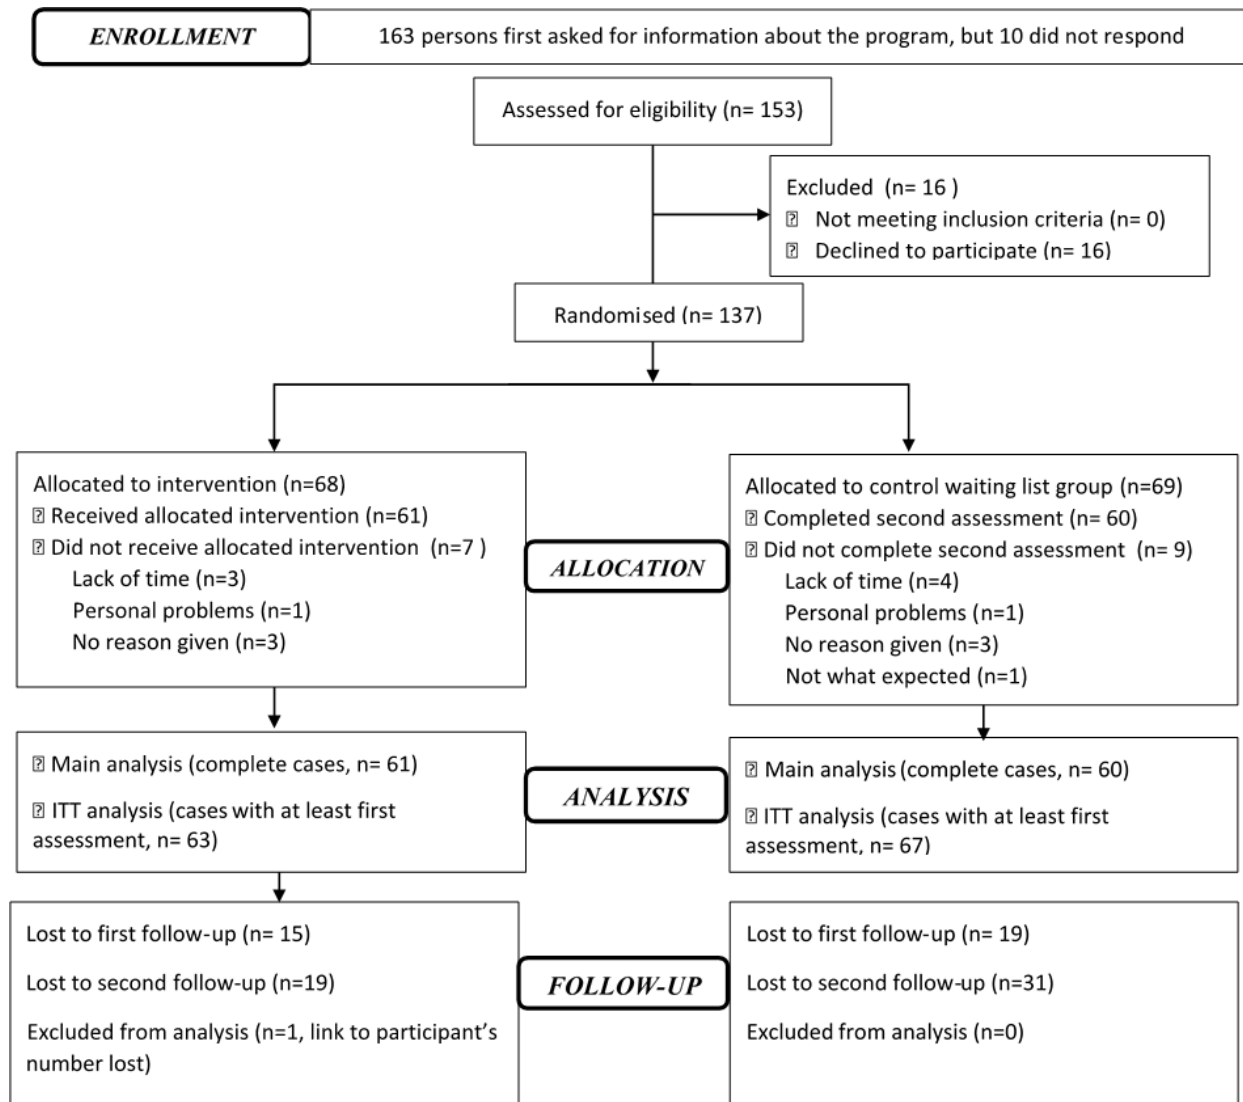 ENROLLMENT
163 persons first asked for information about the program, but 10 did not respond
Assessed for eligibility (n= 153)
Excluded (n= 16 )
Not meeting inclusion criteria (n= 0)
Declined to participate (n= 16)
Randomised (n= 137)
Allocated to intervention (n=68)
Received allocated intervention (n=61)
Did not receive allocated intervention (n=7 )
Lack of time (n=3)
Personal problems (n=1)
No reason given (n=3)
ALLOCATION
Allocated to control waiting list group (n=69)
Completed second assessment (n= 60)
Did not complete second assessment (n= 9)
Lack of time (n=4)
Personal problems (n=1)
No reason given (n=3)
Not what expected (n=1)
Main analysis (complete cases, n= 61)
ITT analysis (cases with at least first
assessment, n= 63)
ANALYSIS
Main analysis (complete cases, n= 60)
ITT analysis (cases with at least first
assessment, n= 67)
Lost to first follow-up (n= 15)
Lost to second follow-up (n=19)
Excluded from analysis (n=1, link to participant’s
number lost)
FOLLOW-UP
Lost to first follow-up (n= 19)
Lost to second follow-up (n=31)
Excluded from analysis (n=0)